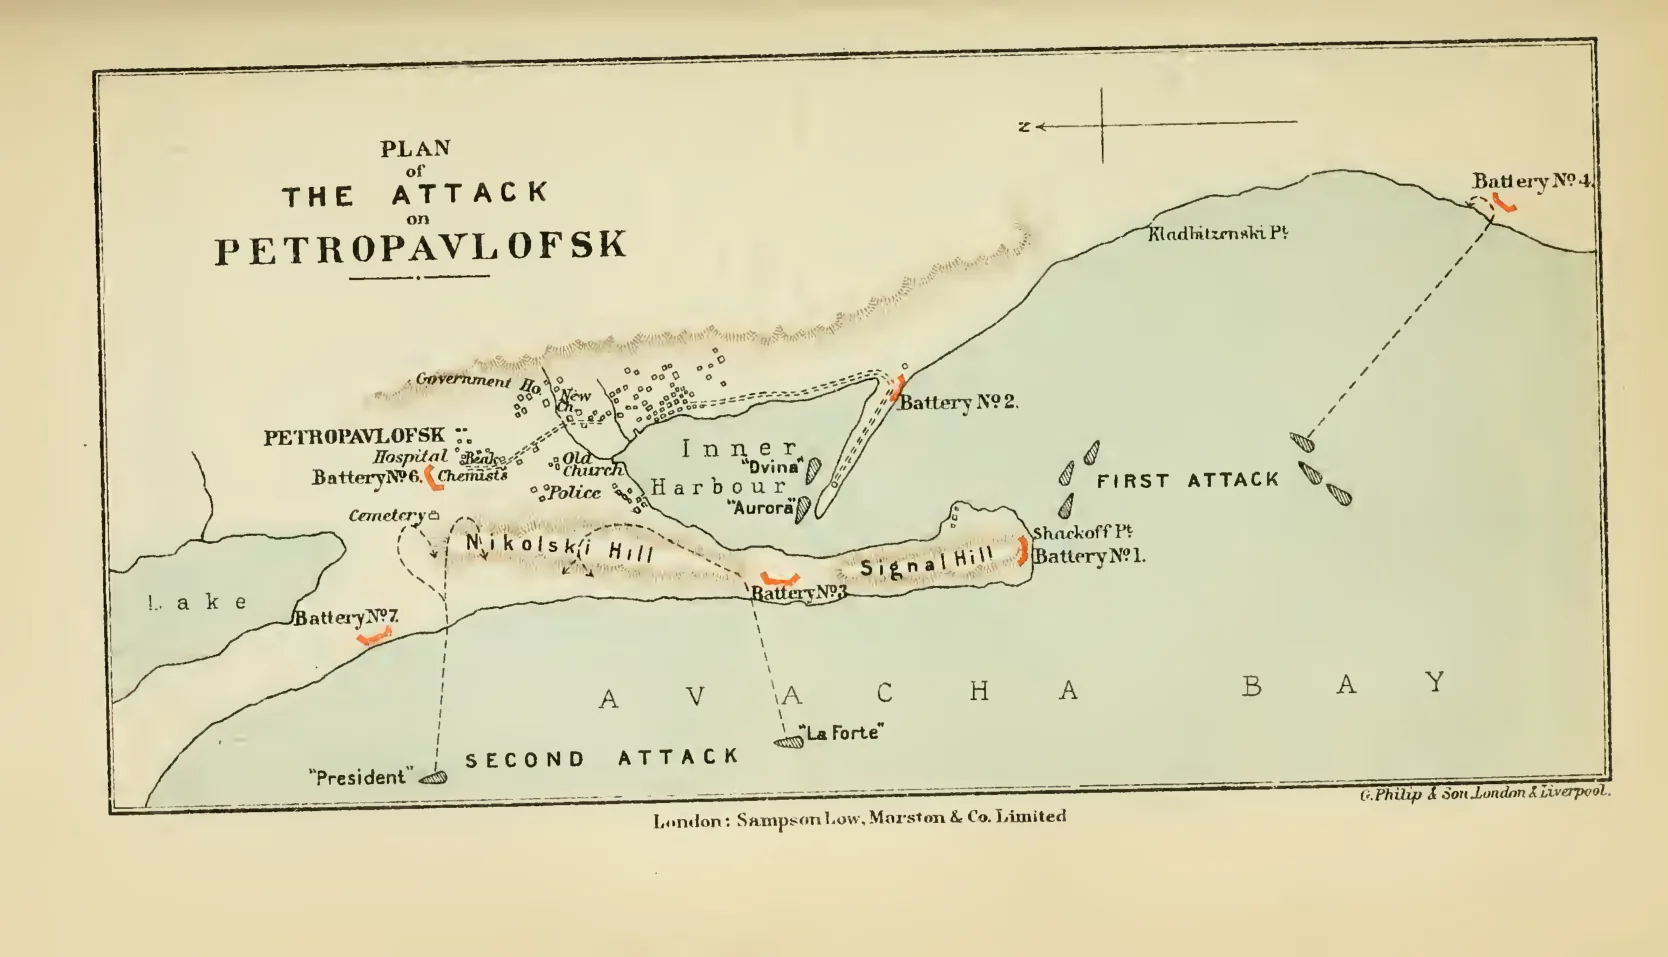 PLAN
of
THE ATTACK
on
PETROPAVLOFSK
N
Battery Nº 4.
Kladbitzenski Pt
Government Ho.
New
Ch.
Battery Nº 2.
PETROPAVLOFSK
Hospital
Battery Nº 6.
Chemists
Old
Church
Police
Inner
Harbour
"Dvina"
"Aurora"
FIRST ATTACK
Cemetery
Nikolski Hill
Signal Hill
Shackoff Pt
Battery Nº 1.
Battery Nº 3
Lake
Battery Nº 7.
AVACHA BAY
"La Forte"
SECOND ATTACK
"President"
G. Philip & Son London & Liverpool.
London: Sampson Low, Marston & Co. Limited